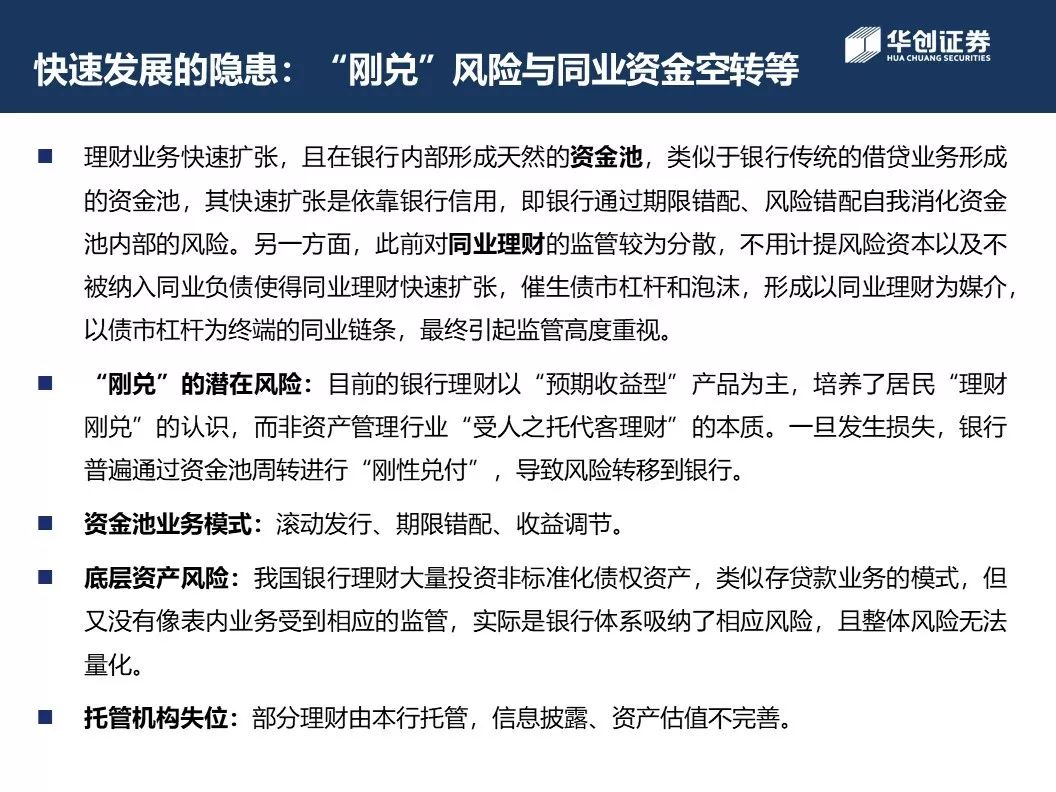 快速发展的隐患：“刚兑”风险与同业资金空转等
华创证券
HUA CHUANG SECURITIES
理财业务快速扩张，且在银行内部形成天然的资金池，类似于银行传统的借贷业务形成
的资金池，其快速扩张是依靠银行信用，即银行通过期限错配、风险错配自我消化资金
池内部的风险。另一方面，此前对同业理财的监管较为分散，不用计提风险资本以及不
被纳入同业负债使得同业理财快速扩张，催生债市杠杆和泡沫，形成以同业理财为媒介，
以债市杠杆为终端的同业链条，最终引起监管高度重视。
“刚兑”的潜在风险：目前的银行理财以“预期收益型”产品为主，培养了居民“理财
刚兑”的认识，而非资产管理行业“受人之托代客理财”的本质。一旦发生损失，银行
普遍通过资金池周转进行“刚性兑付”，导致风险转移到银行。
资金池业务模式：滚动发行、期限错配、收益调节。
底层资产风险：我国银行理财大量投资非标准化债权资产，类似存贷款业务的模式，但
又没有像表内业务受到相应的监管，实际是银行体系吸纳了相应风险，且整体风险无法
量化。
托管机构失位：部分理财由本行托管，信息披露、资产估值不完善。